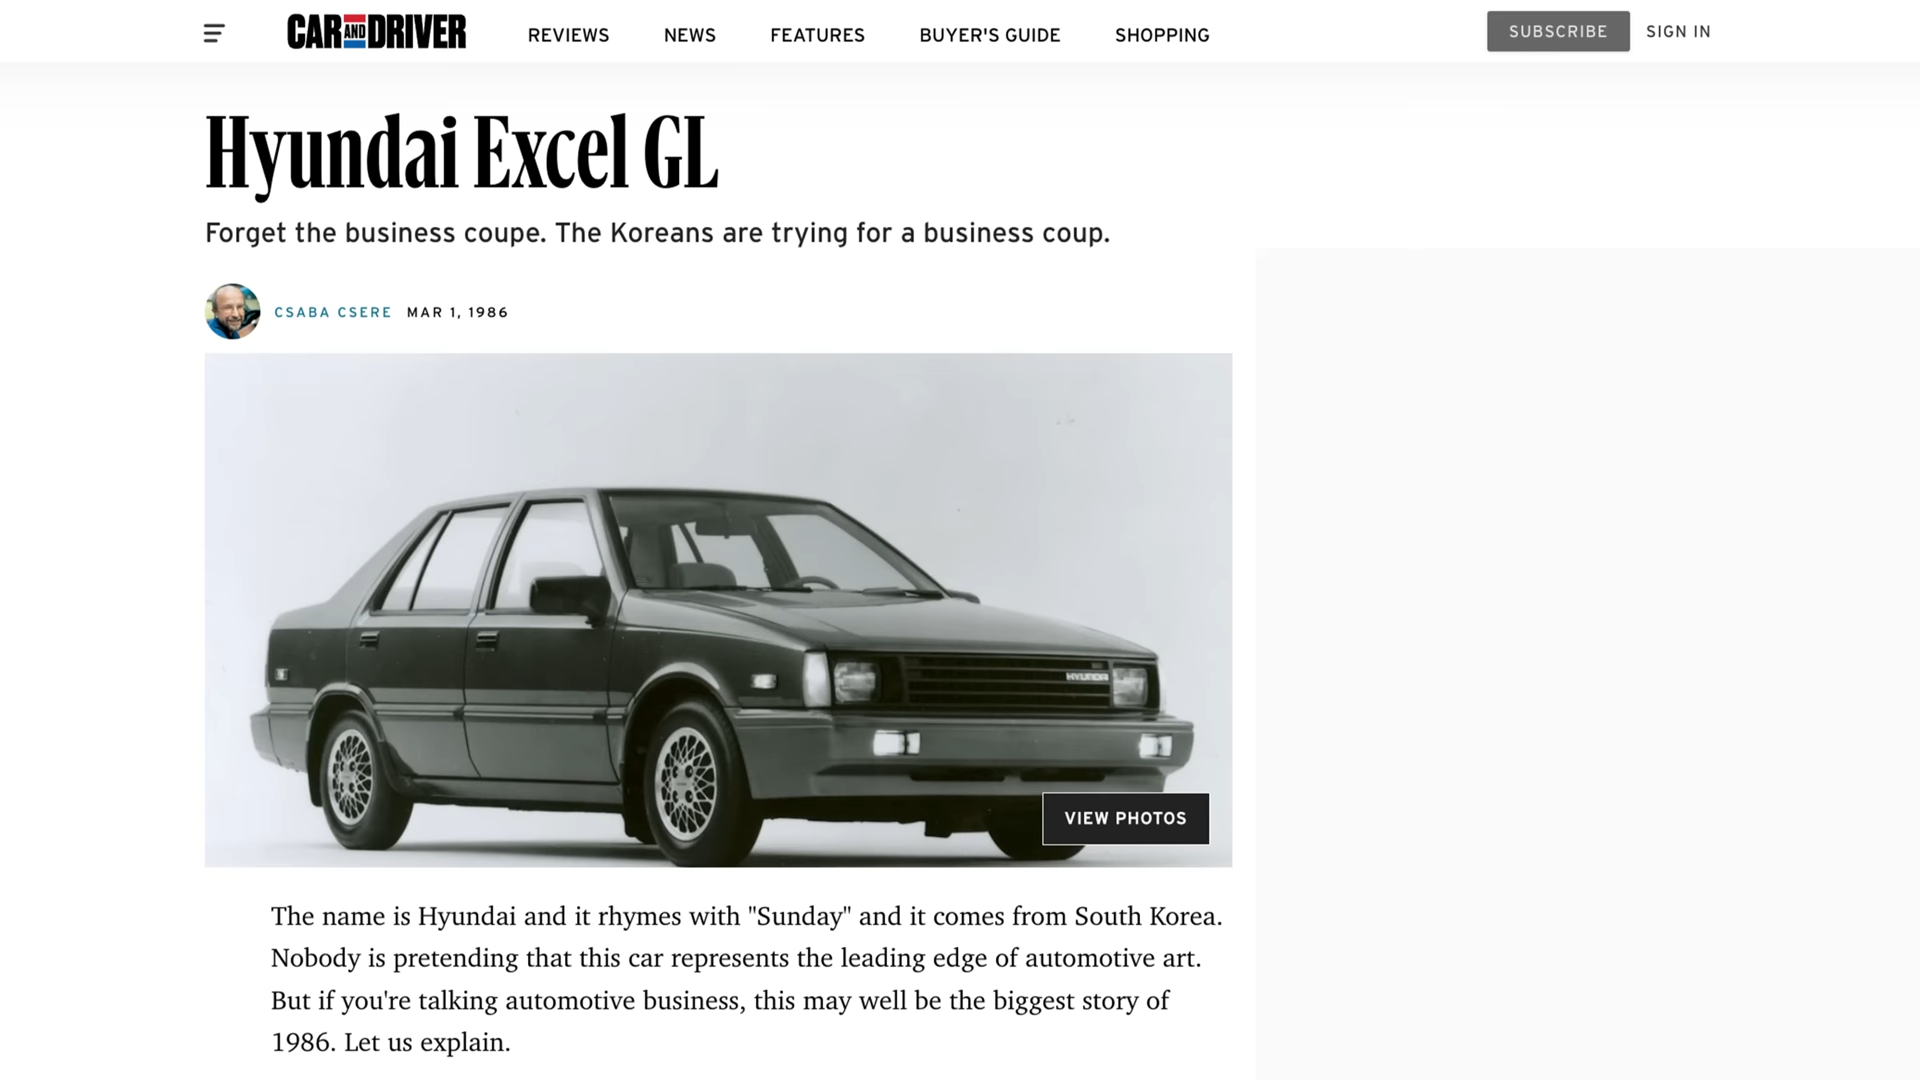 CAR AND DRIVER
REVIEWS NEWS FEATURES BUYER'S GUIDE SHOPPING
SUBSCRIBE SIGN IN
Hyundai Excel GL
Forget the business coupe. The Koreans are trying for a business coup.
CSABA CSERE MAR 1, 1986
HYUNDAI
VIEW PHOTOS
The name is Hyundai and it rhymes with "Sunday" and it comes from South Korea.
Nobody is pretending that this car represents the leading edge of automotive art.
But if you're talking automotive business, this may well be the biggest story of
1986. Let us explain.